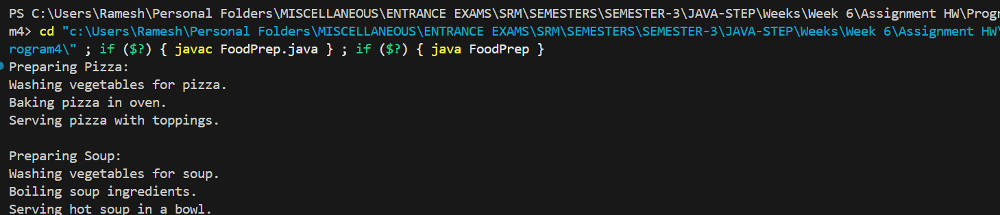 PS C:\Users\Ramesh\Personal Folders\MISCELLANEOUS\ENTRANCE EXAMS\SRM\SEMESTERS\SEMESTER-3\JAVA-STEP\Weeks\Week 6\Assignment HW\Progr
m4> cd "c:\Users\Ramesh\Personal Folders\MISCELLANEOUS\ENTRANCE EXAMS\SRM\SEMESTERS\SEMESTER-3\JAVA-STEP\Weeks\Week 6\Assignment HW\
rogram4\" ; if ($?) { javac FoodPrep.java } ; if ($?) { java FoodPrep }
Preparing Pizza:
Washing vegetables for pizza.
Baking pizza in oven.
Serving pizza with toppings.
Preparing Soup:
Washing vegetables for soup.
Boiling soup ingredients.
Serving hot soup in a bowl.